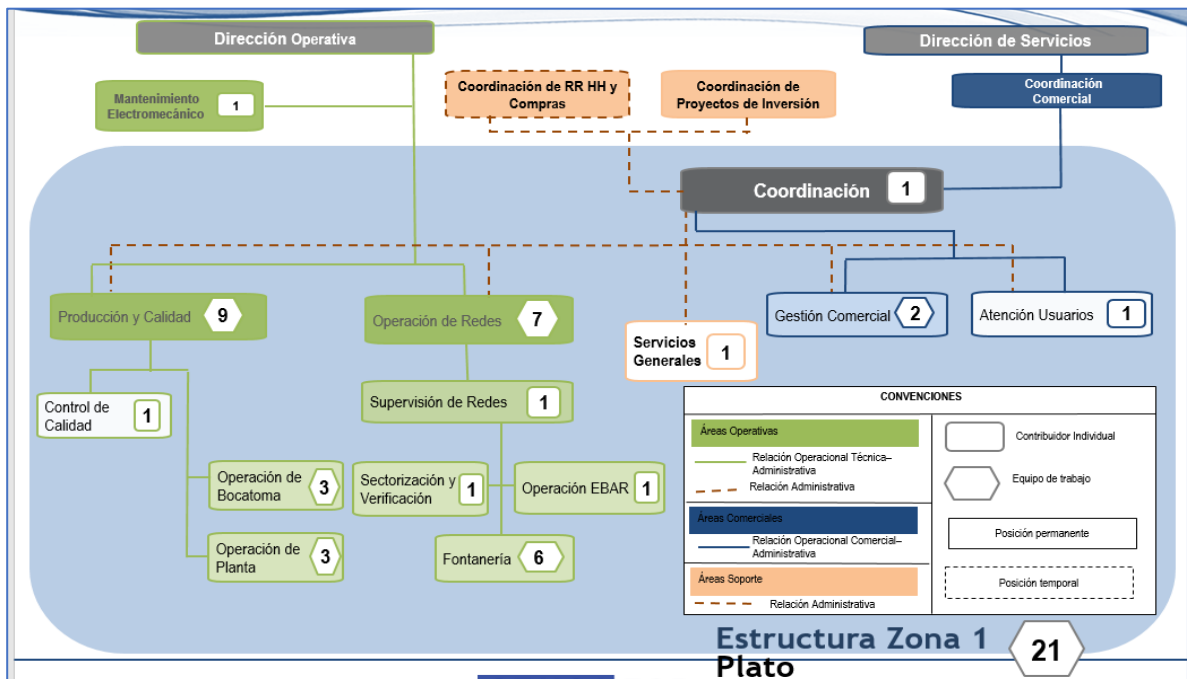 Dirección Operativa
Dirección de Servicios
Mantenimiento
Electromecánico
1
Coordinación de RR HH y
Compras
Coordinación de
Proyectos de Inversión
Coordinación
Comercial
Coordinación
1
Producción y Calidad
9
Operación de Redes
7
Servicios
Generales
1
Gestión Comercial
2
Atención Usuarios
1
Control de
Calidad
1
Supervisión de Redes
1
Operación de
Bocatoma
3
Sectorización y
Verificación
1
Operación EBAR
1
Operación de
Planta
3
Fontanería
6
CONVENCIONES
Áreas Operativas
Relación Operacional Técnica–
Administrativa
Relación Administrativa
Áreas Comerciales
Relación Operacional Comercial–
Administrativa
Áreas Soporte
Relación Administrativa
Contribuidor Individual
Equipo de trabajo
Posición permanente
Posición temporal
Estructura Zona 1
Plato
21